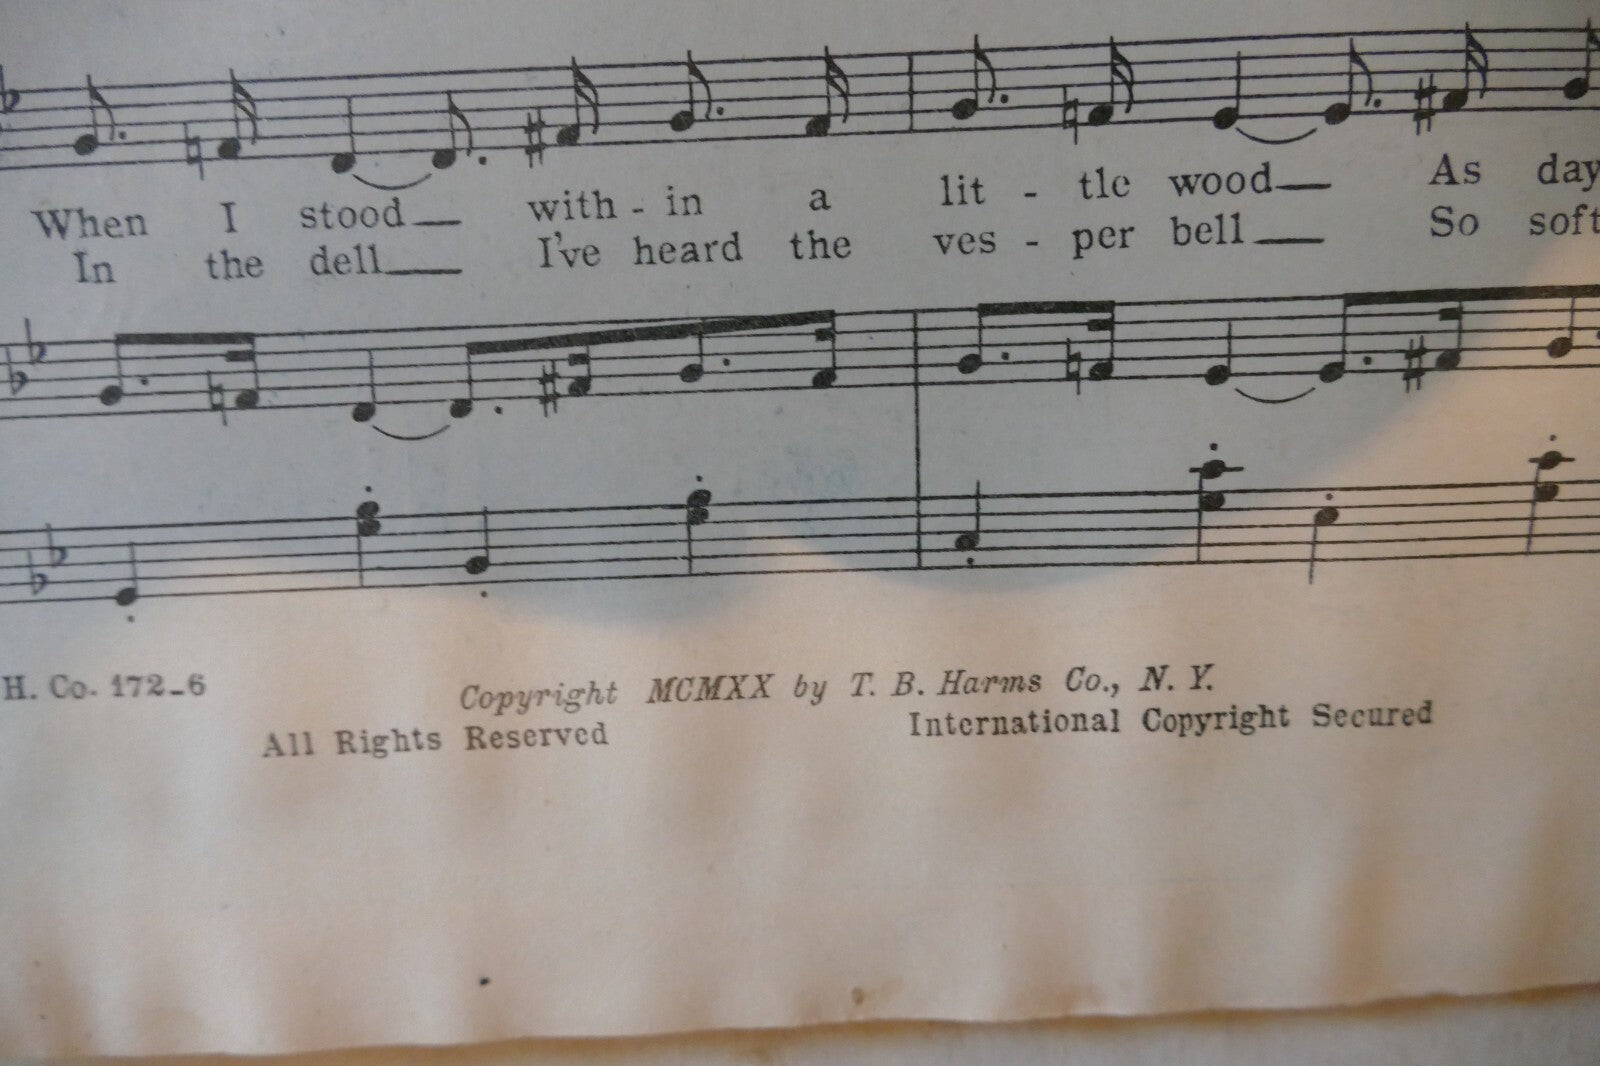 When I stood with - in a lit - tle wood As day
In the dell I've heard the ves - per bell So soft
H. Co. 172-6 Copyright MCMXX by T. B. Harms Co., N. Y.
All Rights Reserved International Copyright Secured